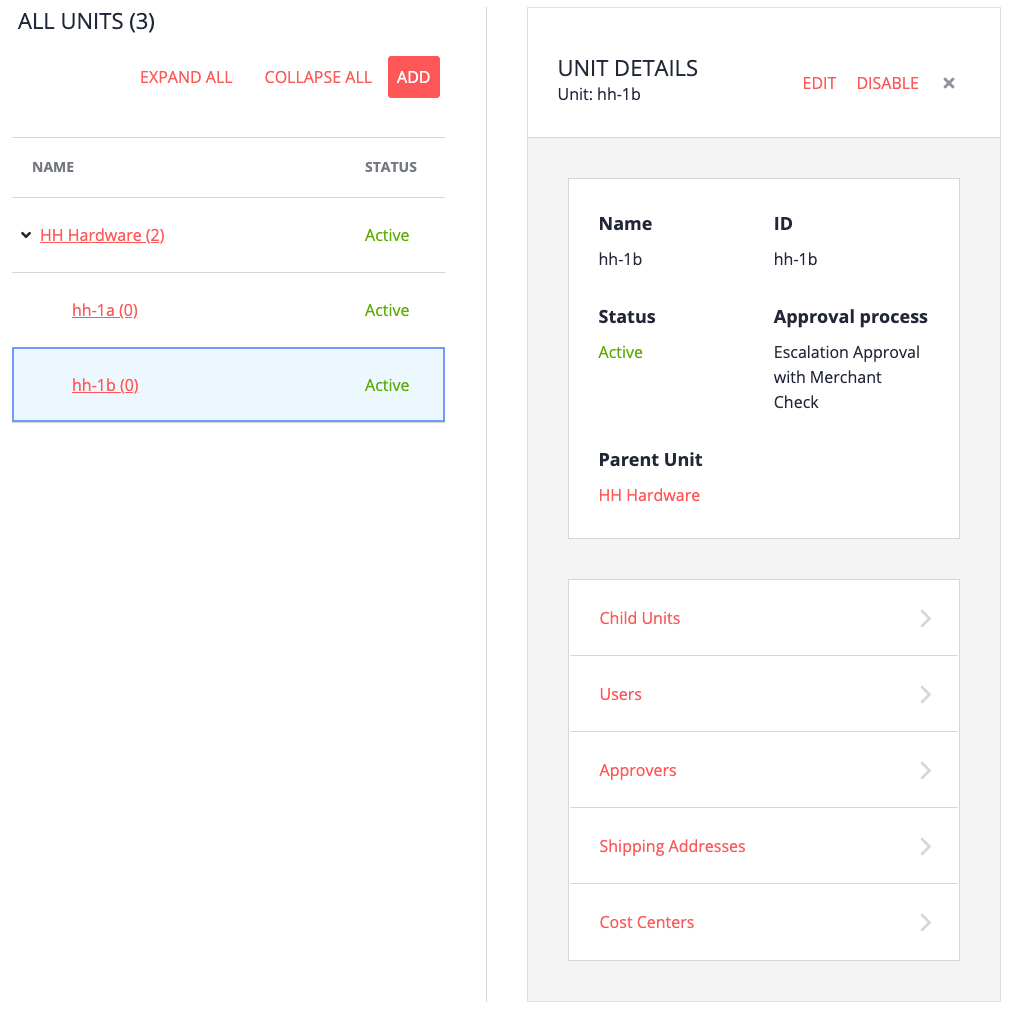 ALL UNITS (3)
EXPAND ALL COLLAPSE ALL ADD
NAME STATUS
HH Hardware (2) Active
hh-1a (0) Active
hh-1b (0) Active
UNIT DETAILS
Unit: hh-1b
EDIT DISABLE ×
Name ID
hh-1b hh-1b
Status Approval process
Active Escalation Approval
with Merchant
Check
Parent Unit
HH Hardware
Child Units
Users
Approvers
Shipping Addresses
Cost Centers